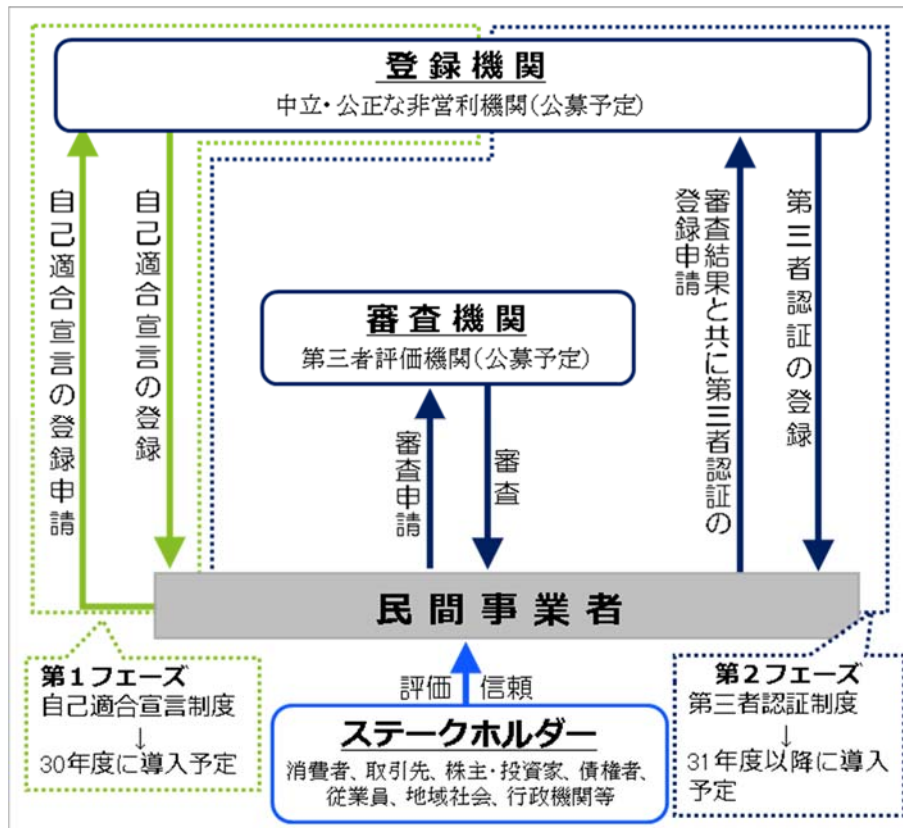 登録機関
中立・公正な非営利機関(公募予定)
自己適合宣言の登録申請
自己適合宣言の登録
審査結果と共に第三者認証の
登録申請
第三者認証の登録
審査機関
第三者評価機関(公募予定)
審査申請
審査
民間事業者
第1フェーズ
自己適合宣言制度
↓
30年度に導入予定
評価 信頼
ステークホルダー
消費者、取引先、株主・投資家、債権者、
従業員、地域社会、行政機関等
第2フェーズ
第三者認証制度
↓
31年度以降に導入
予定